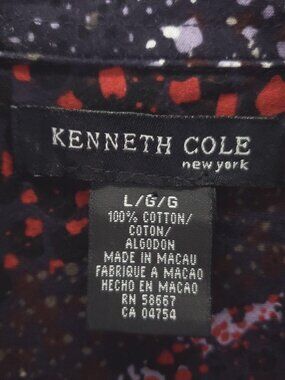 KENNETH COLE
new york
L/G/G
100% COTTON/
COTON/
ALGODON
MADE IN MACAU
FABRIQUE A MACAO
HECHO EN MACAO
RN 58667
CA 04754